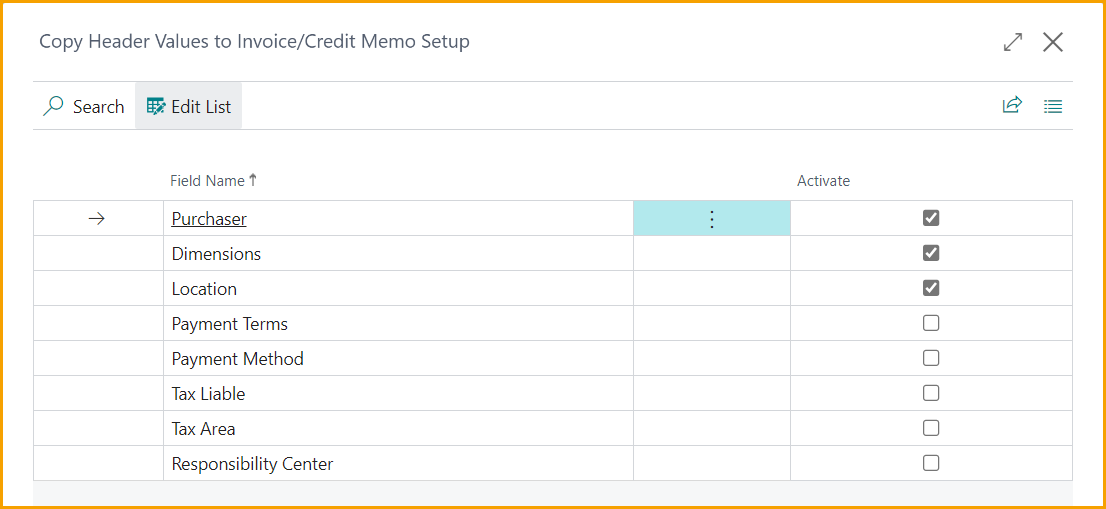 Copy Header Values to Invoice/Credit Memo Setup
Search Edit List
Field Name↑ Activate
Purchaser
Dimensions
Location
Payment Terms
Payment Method
Tax Liable
Tax Area
Responsibility Center